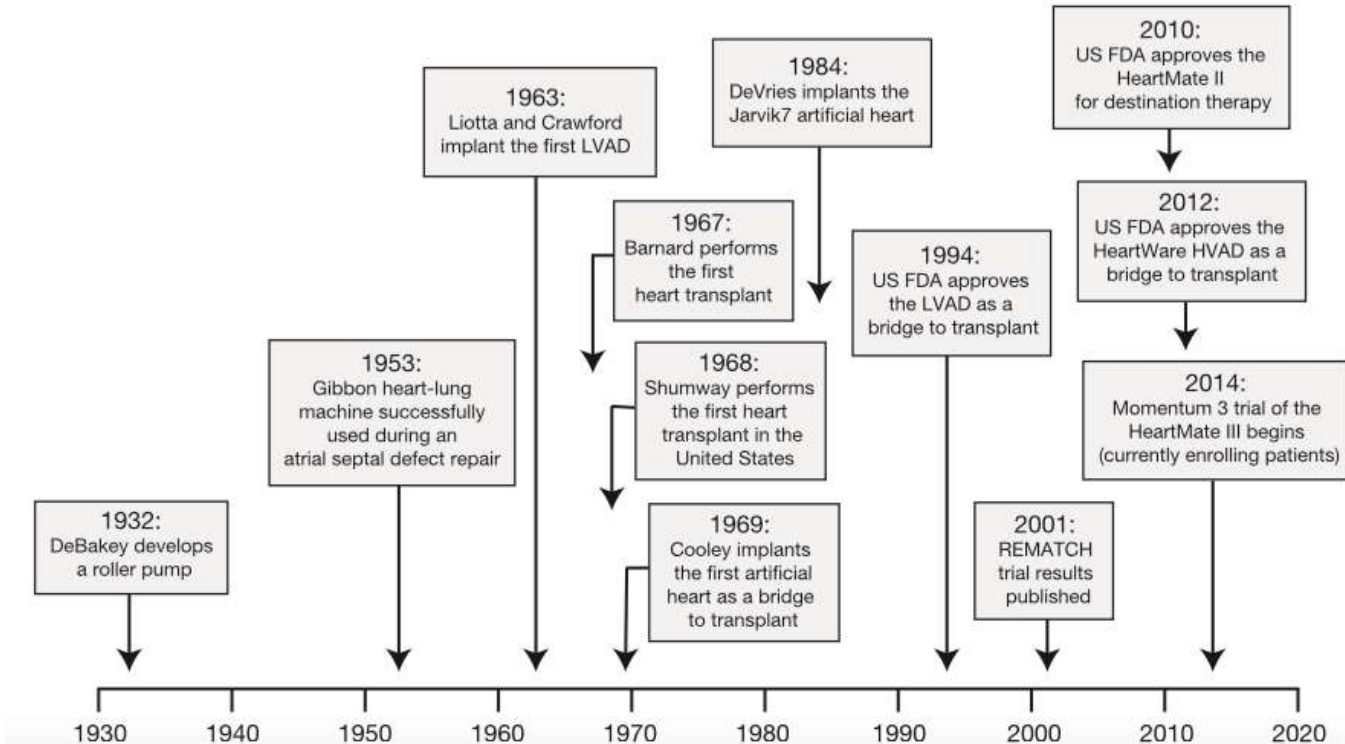 1932:
DeBakey develops
a roller pump
1953:
Gibbon heart-lung
machine successfully
used during an
atrial septal defect repair
1963:
Liotta and Crawford
implant the first LVAD
1967:
Barnard performs
the first
heart transplant
1968:
Shumway performs
the first heart
transplant in the
United States
1969:
Cooley implants
the first artificial
heart as a bridge
to transplant
1984:
DeVries implants the
Jarvik7 artificial heart
1994:
US FDA approves
the LVAD as a
bridge to transplant
2001:
REMATCH
trial results
published
2010:
US FDA approves the
HeartMate II
for destination therapy
2012:
US FDA approves the
HeartWare HVAD as a
bridge to transplant
2014:
Momentum 3 trial of the
HeartMate III begins
(currently enrolling patients)
1930 1940 1950 1960 1970 1980 1990 2000 2010 2020